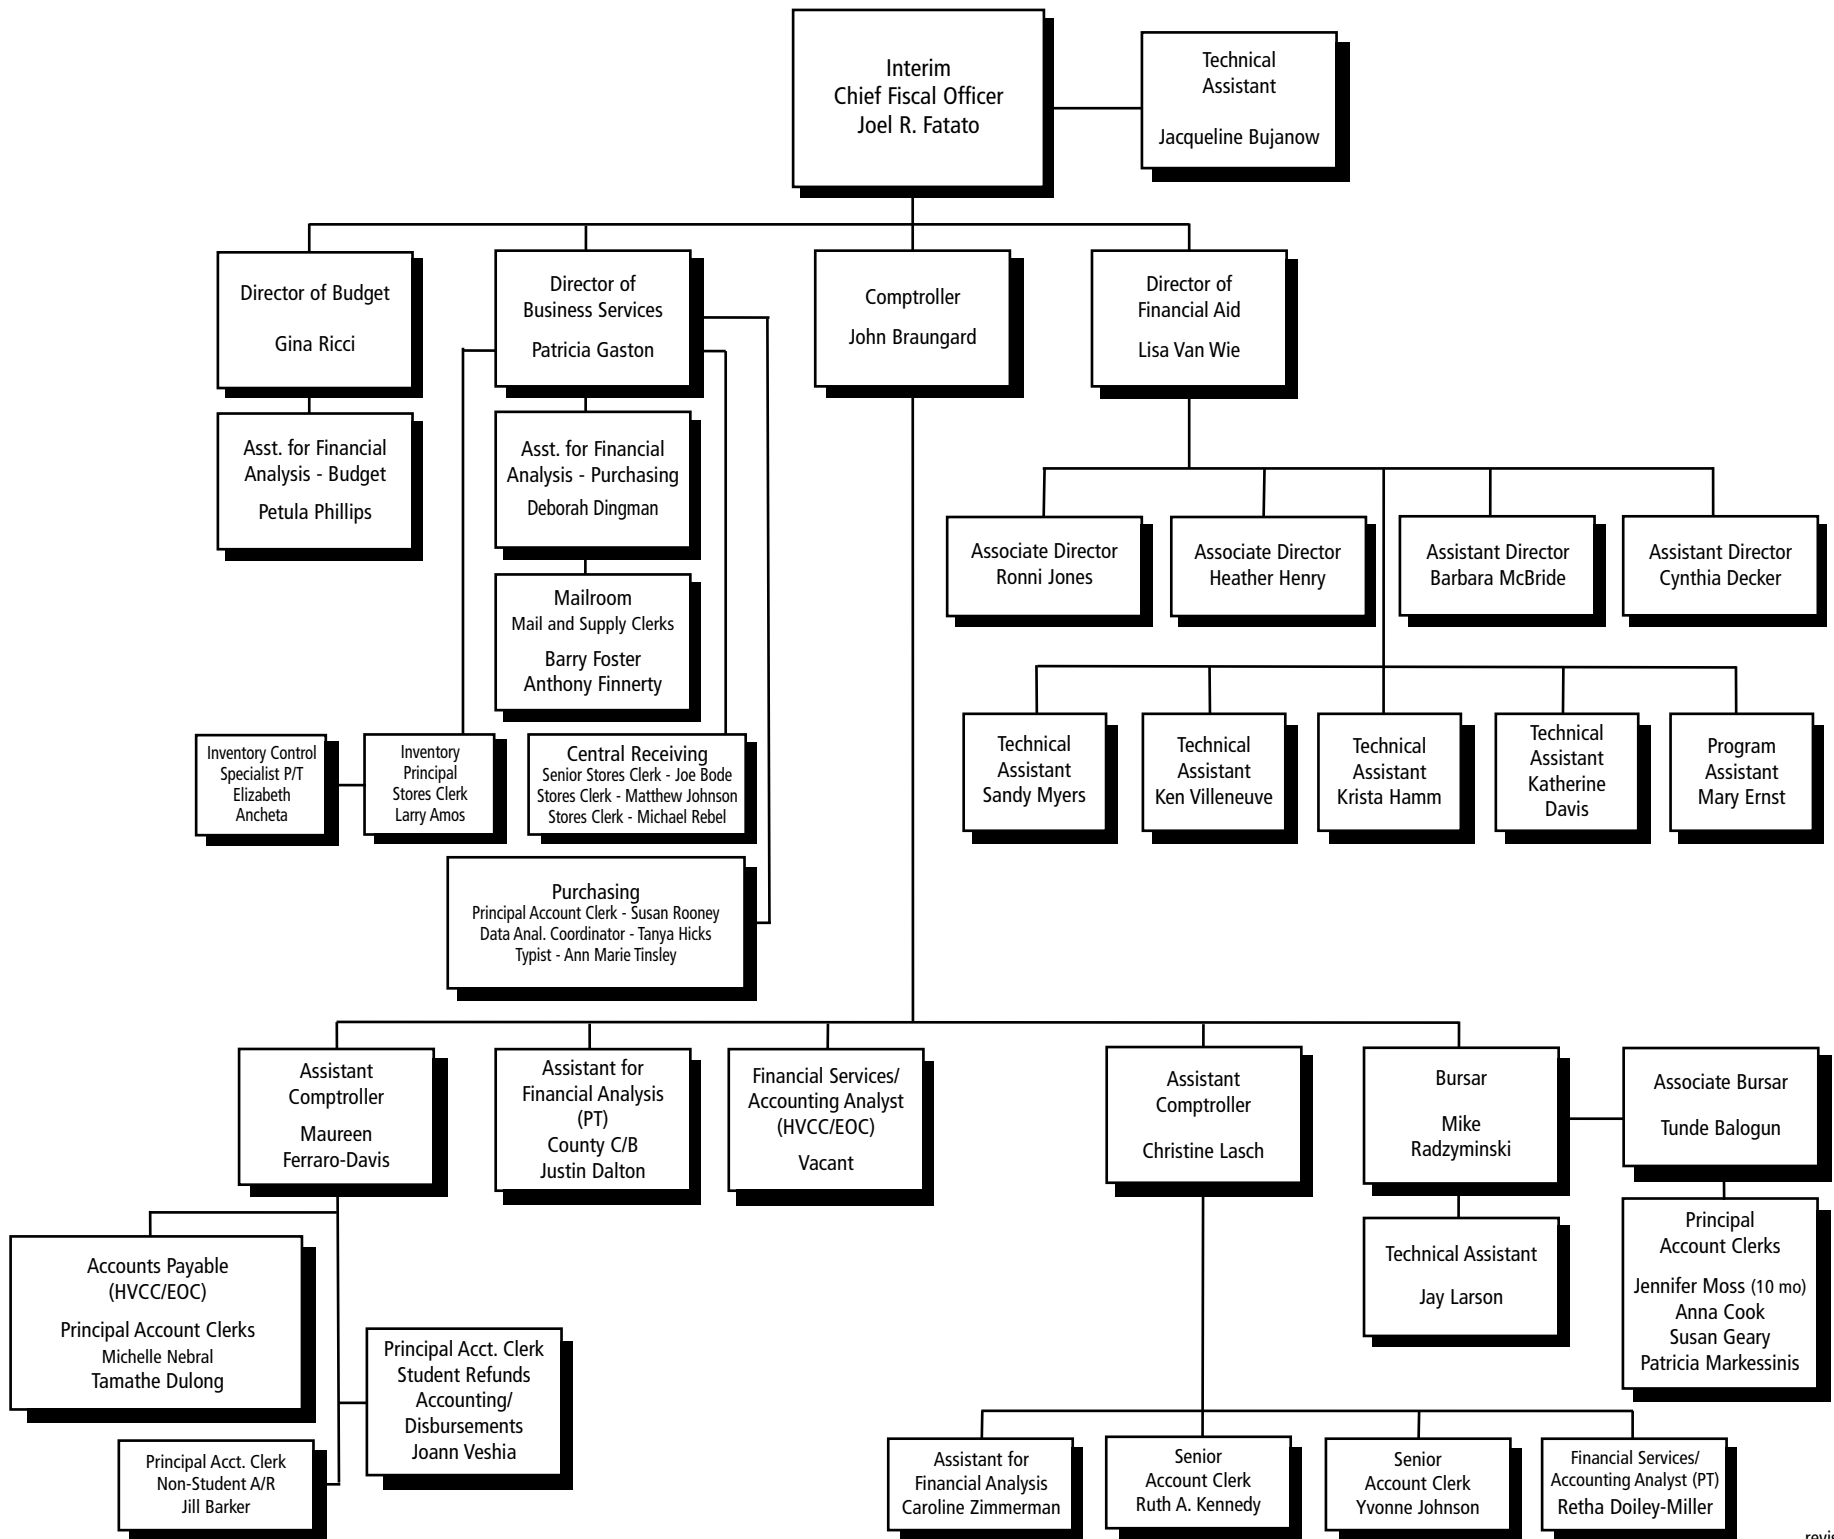 Interim
Chief Fiscal Officer
Joel R. Fatato
Technical
Assistant
Jacqueline Bujanow
Director of Budget
Gina Ricci
Director of
Business Services
Patricia Gaston
Comptroller
John Braungard
Director of
Financial Aid
Lisa Van Wie
Asst. for Financial
Analysis - Budget
Petula Phillips
Asst. for Financial
Analysis - Purchasing
Deborah Dingman
Mailroom
Mail and Supply Clerks
Barry Foster
Anthony Finnerty
Associate Director
Ronni Jones
Associate Director
Heather Henry
Assistant Director
Barbara McBride
Assistant Director
Cynthia Decker
Technical
Assistant
Sandy Myers
Technical
Assistant
Ken Villeneuve
Technical
Assistant
Krista Hamm
Technical
Assistant
Katherine
Davis
Program
Assistant
Mary Ernst
Inventory Control
Specialist P/T
Elizabeth
Ancheta
Inventory
Principal
Stores Clerk
Larry Amos
Central Receiving
Senior Stores Clerk - Joe Bode
Stores Clerk - Matthew Johnson
Stores Clerk - Michael Rebel
Purchasing
Principal Account Clerk - Susan Rooney
Data Anal. Coordinator - Tanya Hicks
Typist - Ann Marie Tinsley
Assistant
Comptroller
Maureen
Ferraro-Davis
Assistant for
Financial Analysis
(PT)
County C/B
Justin Dalton
Financial Services/
Accounting Analyst
(HVCC/EOC)
Vacant
Assistant
Comptroller
Christine Lasch
Bursar
Mike
Radzyminski
Associate Bursar
Tunde Balogun
Technical Assistant
Jay Larson
Principal
Account Clerks
Jennifer Moss (10 mo)
Anna Cook
Susan Geary
Patricia Markessinis
Accounts Payable
(HVCC/EOC)
Principal Account Clerks
Michelle Nebral
Tamathe Dulong
Principal Acct. Clerk
Student Refunds
Accounting/
Disbursements
Joann Veshia
Principal Acct. Clerk
Non-Student A/R
Jill Barker
Assistant for
Financial Analysis
Caroline Zimmerman
Senior
Account Clerk
Ruth A. Kennedy
Senior
Account Clerk
Yvonne Johnson
Financial Services/
Accounting Analyst (PT)
Retha Doiley-Miller